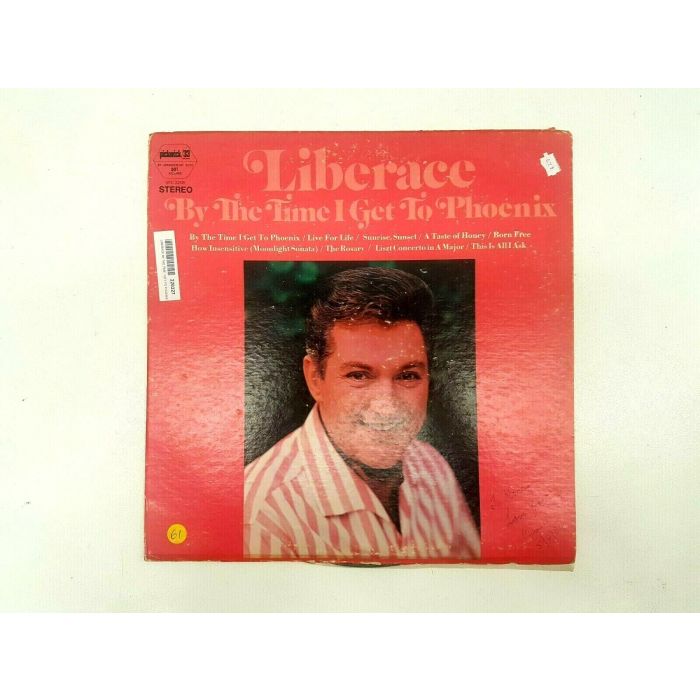 pickwick/33
STEREO
Liberace
By The Time I Get To Phoenix
By The Time I Get To Phoenix / Live For Life / Sunrise, Sunset / A Taste of Honey / Born Free
How Insensitive (Moonlight Sonata) / The Rosary / Liszt Concerto in A Major / This Is All I Ask
61